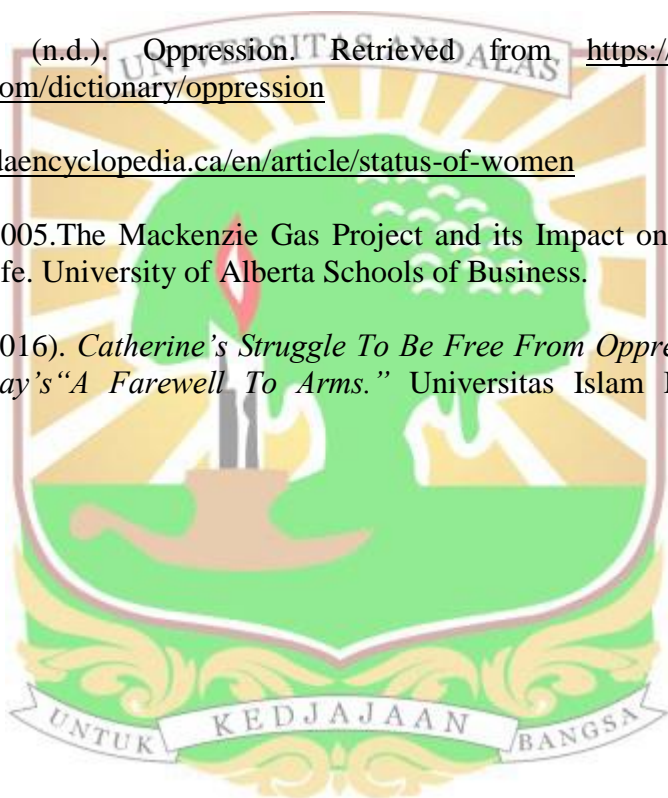 (n.d.). Oppression. Retrieved from https://
om/dictionary/oppression
UNIVERSITAS ANDALAS
daencyclopedia.ca/en/article/status-of-women
005.The Mackenzie Gas Project and its Impact on
fe. University of Alberta Schools of Business.
016). Catherine’s Struggle To Be Free From Oppre
ay’s“A Farewell To Arms.” Universitas Islam
UNTUK KEDJAJAAN BANGSA